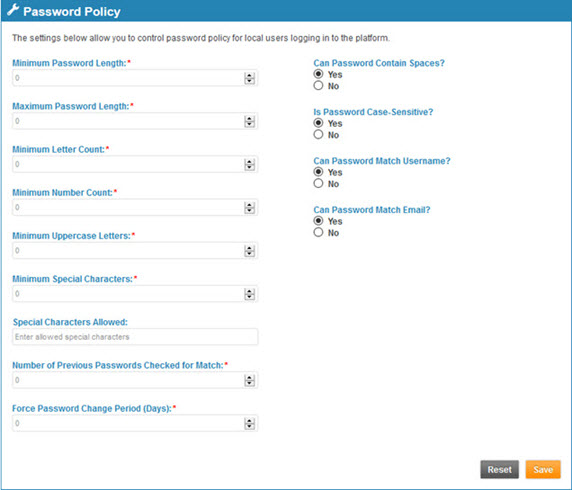 Password Policy
The settings below allow you to control password policy for local users logging in to the platform.
Minimum Password Length:*
0
Maximum Password Length:*
0
Minimum Letter Count:*
0
Minimum Number Count:*
0
Minimum Uppercase Letters:*
0
Minimum Special Characters:*
0
Special Characters Allowed:
Enter allowed special characters
Number of Previous Passwords Checked for Match:*
0
Force Password Change Period (Days):*
0
Can Password Contain Spaces?
Yes
No
Is Password Case-Sensitive?
Yes
No
Can Password Match Username?
Yes
No
Can Password Match Email?
Yes
No
Reset
Save